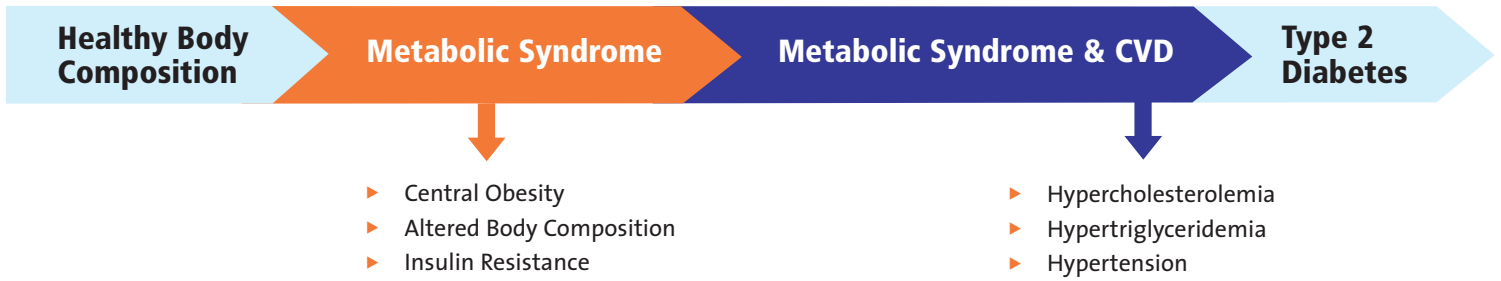 Healthy Body
Composition
Metabolic Syndrome
Metabolic Syndrome & CVD
Type 2
Diabetes
Central Obesity
Altered Body Composition
Insulin Resistance
Hypercholesterolemia
Hypertriglyceridemia
Hypertension